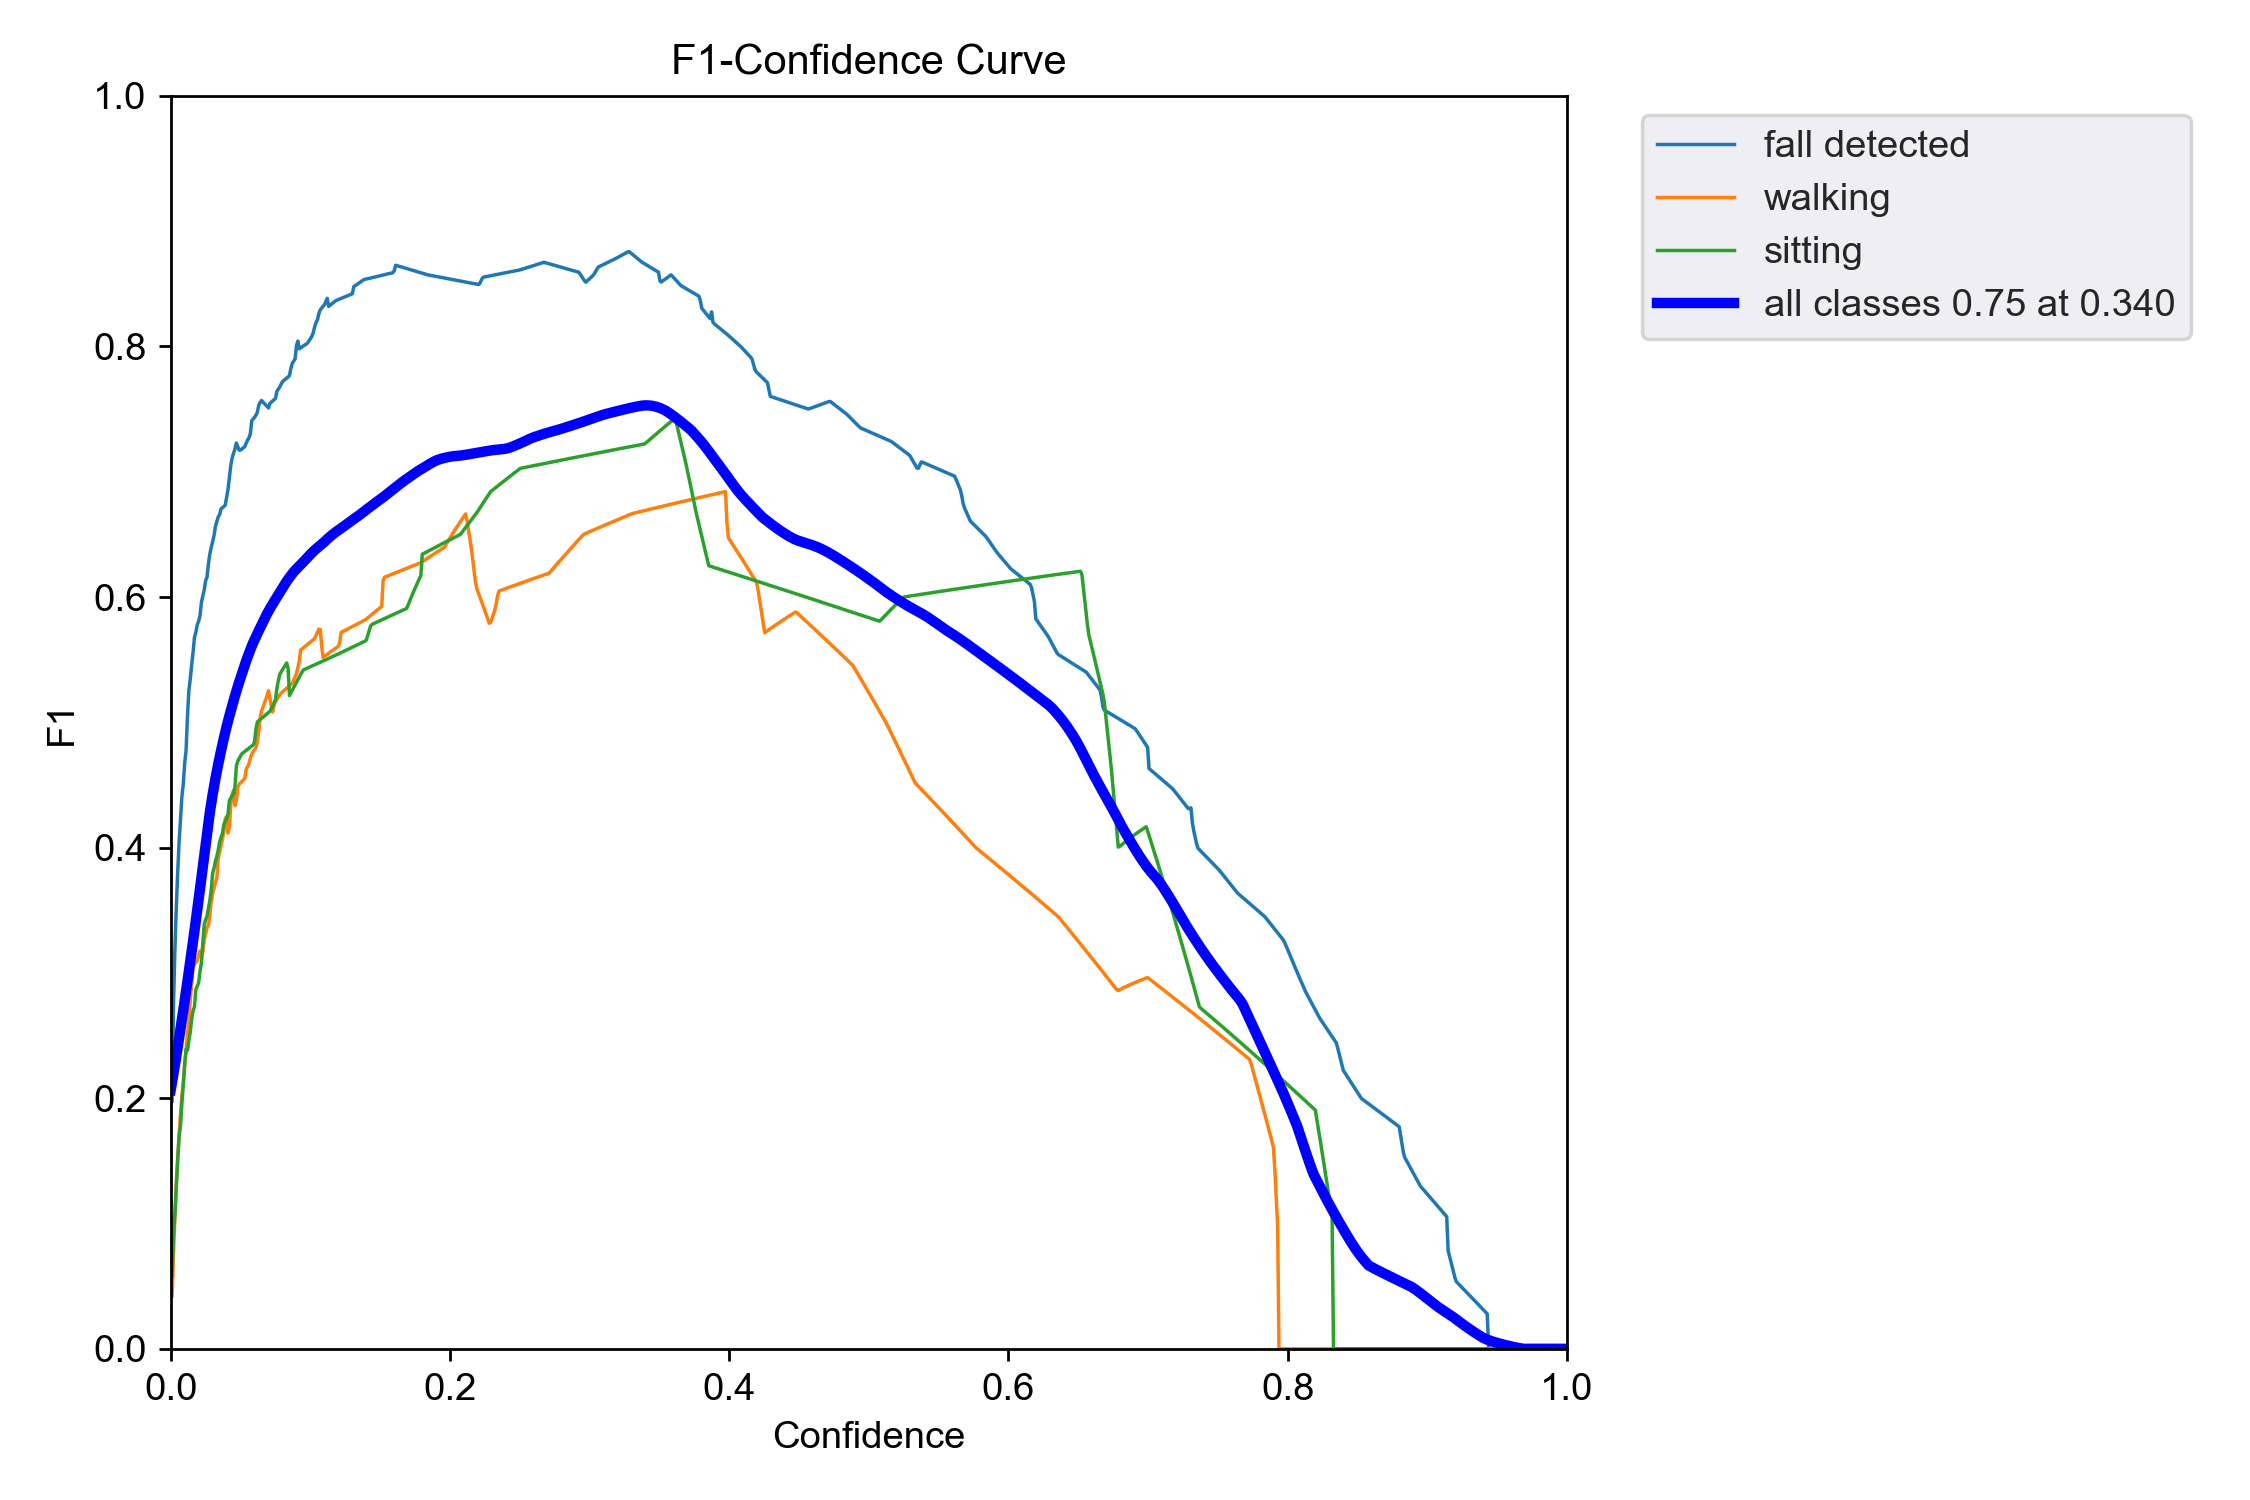 F1-Confidence Curve
1.0
0.8
0.6
0.4
0.2
0.0
F1
0.0 0.2 0.4 0.6 0.8 1.0
Confidence
fall detected
walking
sitting
all classes 0.75 at 0.340